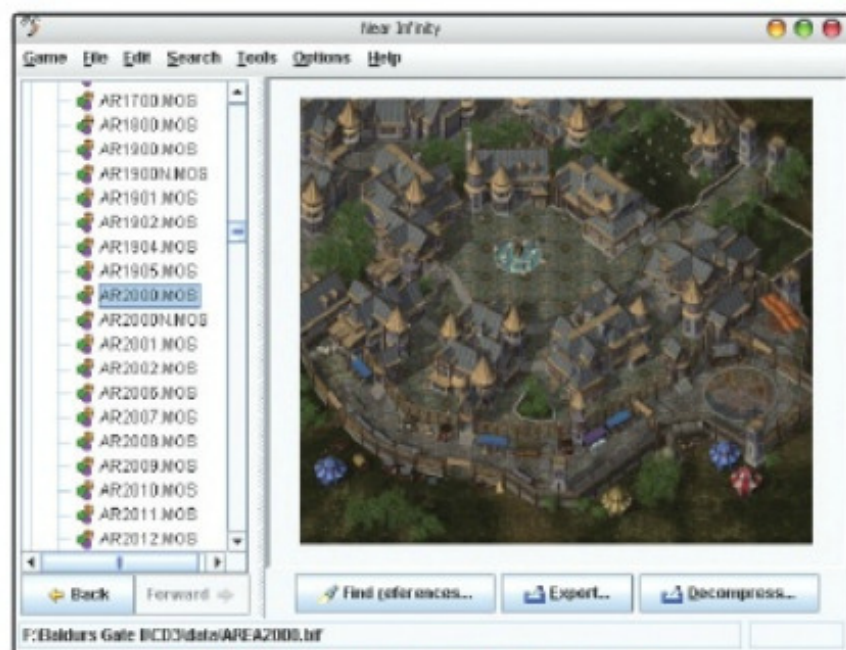 Near Infinity
Game File Edit Search Tools Options Help
AR1700.MOS
AR1800.MOS
AR1900.MOS
AR1900N.MOS
AR1901.MOS
AR1902.MOS
AR1904.MOS
AR1905.MOS
AR2000.MOS
AR2000N.MOS
AR2001.MOS
AR2002.MOS
AR2006.MOS
AR2007.MOS
AR2008.MOS
AR2009.MOS
AR2010.MOS
AR2011.MOS
AR2012.MOS
Back Forward
Find references... Export... Decompress...
F:\Baldurs Gate II\CD3\data\AREA2000.bif